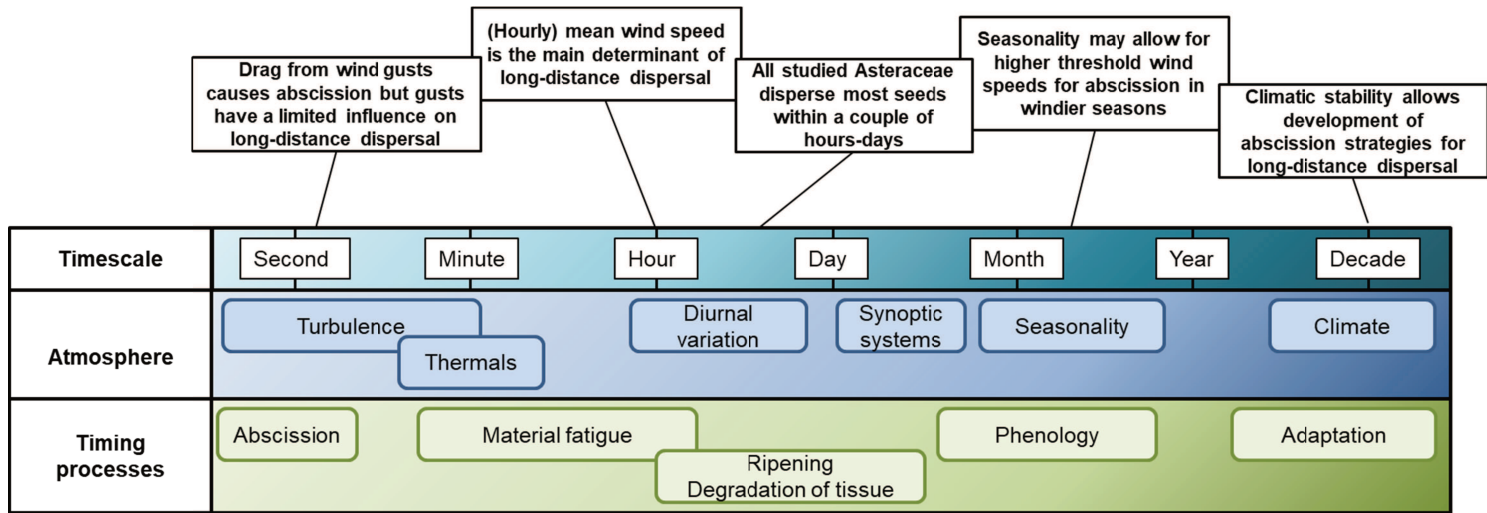 Drag from wind gusts
causes abscission but gusts
have a limited influence on
long-distance dispersal
(Hourly) mean wind speed
is the main determinant of
long-distance dispersal
All studied Asteraceae
disperse most seeds
within a couple of
hours-days
Seasonality may allow for
higher threshold wind
speeds for abscission in
windier seasons
Climatic stability allows
development of
abscission strategies for
long-distance dispersal
Timescale
Second
Minute
Hour
Day
Month
Year
Decade
Atmosphere
Turbulence
Thermals
Diurnal
variation
Synoptic
systems
Seasonality
Climate
Timing
processes
Abscission
Material fatigue
Ripening
Degradation of tissue
Phenology
Adaptation